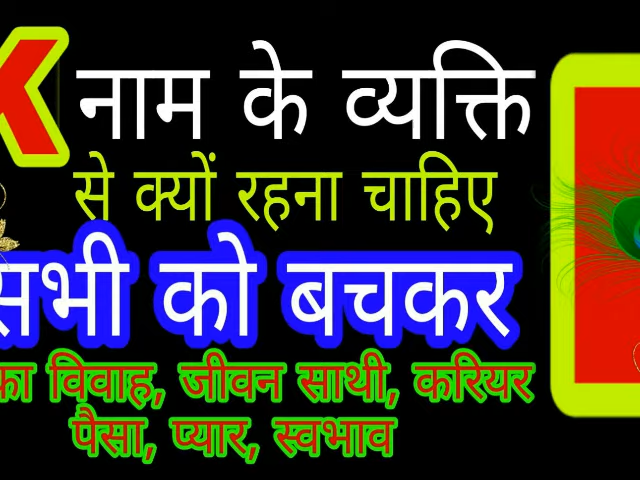 K नाम के व्यक्ति
से क्यों रहना चाहिए
सभी को बचकर
का विवाह, जीवन साथी, करियर
पैसा, प्यार, स्वभाव